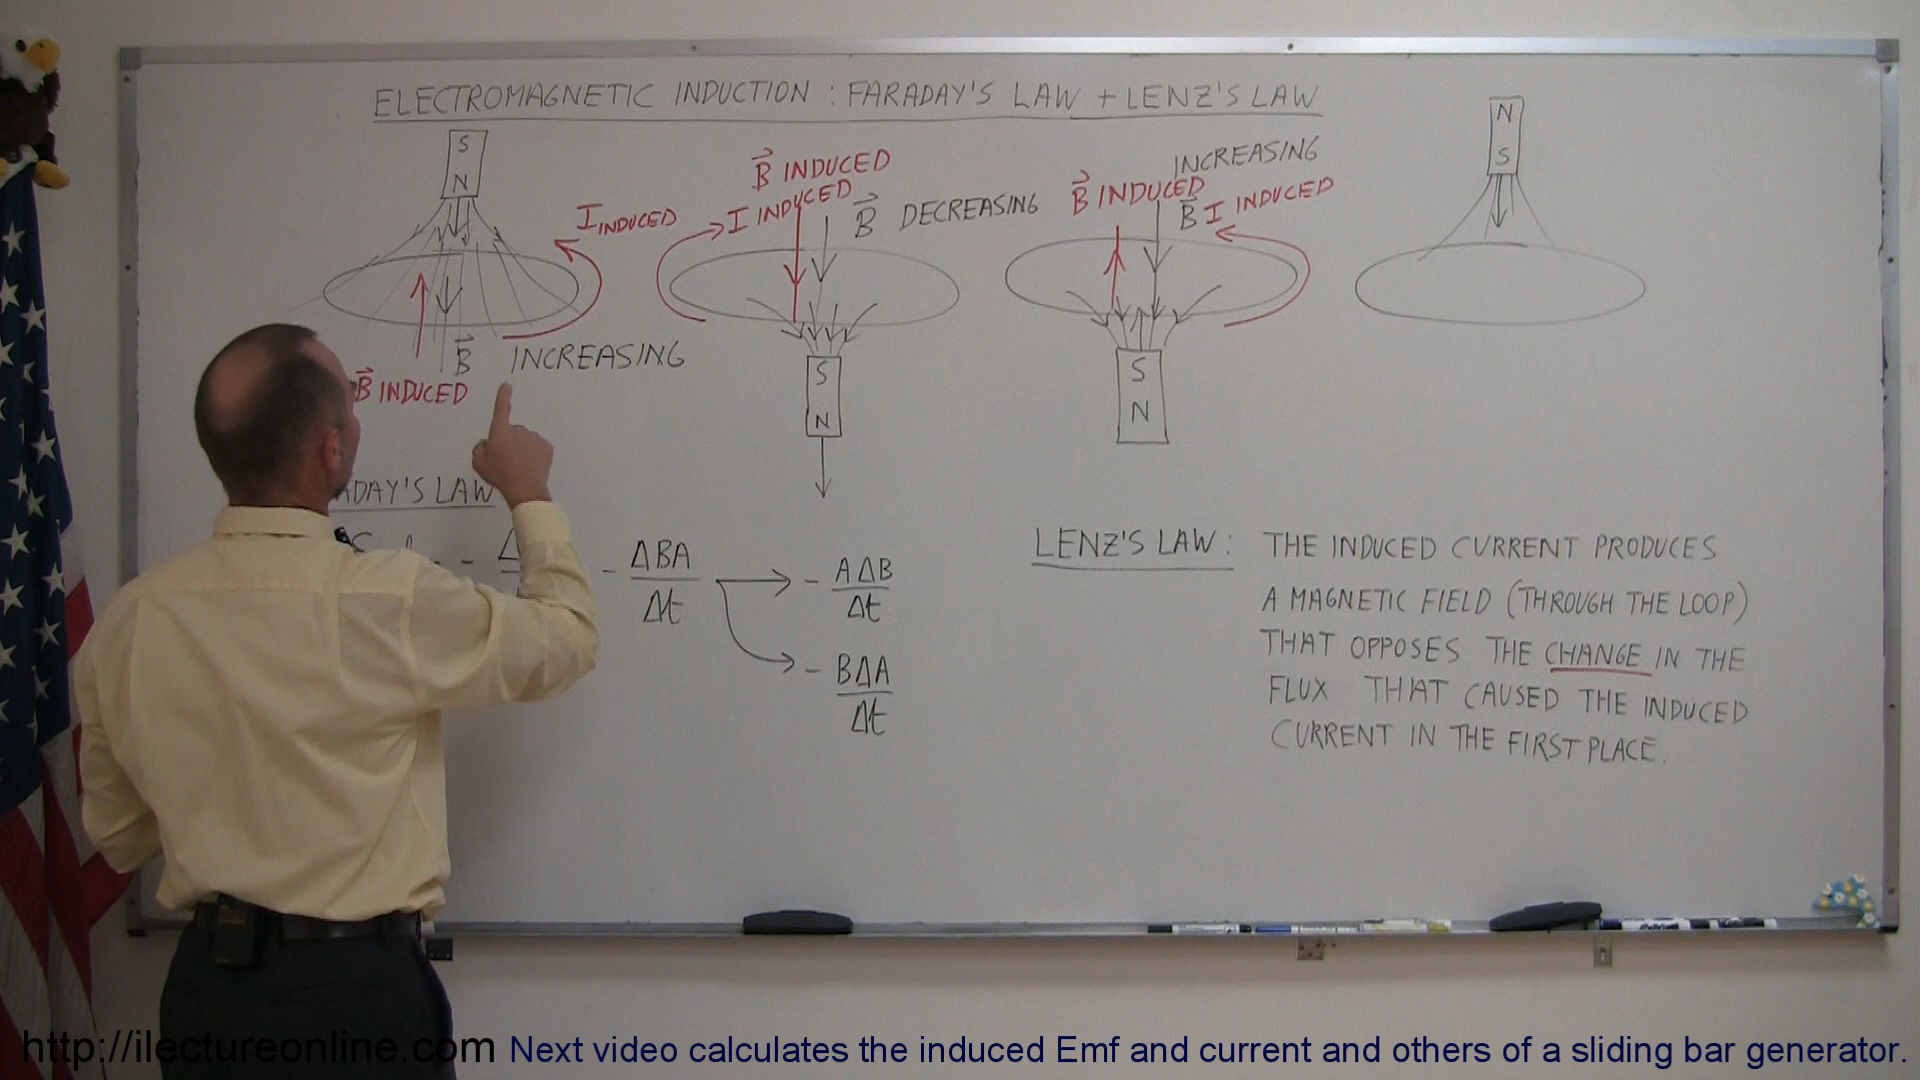 ELECTROMAGNETIC INDUCTION: FARADAY'S LAW + LENZ'S LAW
S
N
I INDUCED
B⃗ INCREASING
B⃗ INDUCED
B⃗ INDUCED
I INDUCED
B⃗ DECREASING
S
N
INCREASING
B⃗ INDUCED
B⃗ I INDUCED
S
N
N
S
ADAY'S LAW
- Δ - ΔBA/Δt → - AΔB/Δt
- BΔA/Δt
LENZ'S LAW: THE INDUCED CURRENT PRODUCES
A MAGNETIC FIELD (THROUGH THE LOOP)
THAT OPPOSES THE CHANGE IN THE
FLUX THAT CAUSED THE INDUCED
CURRENT IN THE FIRST PLACE.
http://ilectureonline.com Next video calculates the induced Emf and current and others of a sliding bar generator.